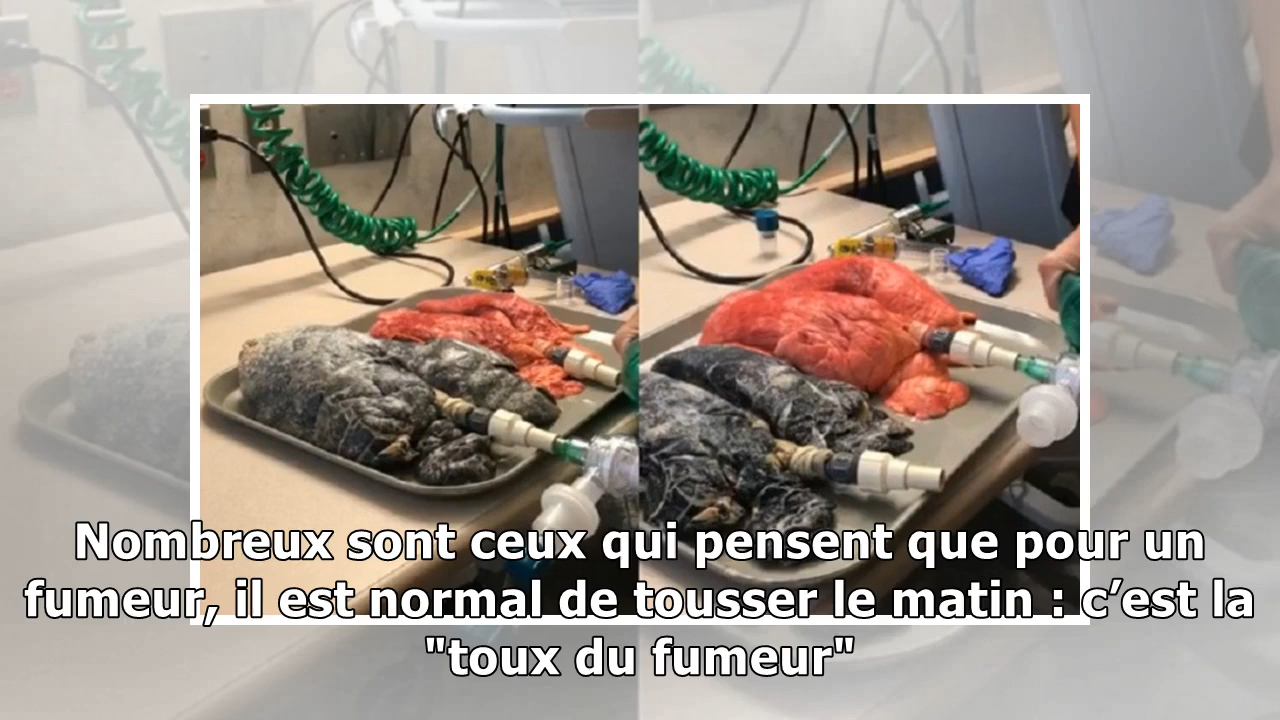 Nombreux sont ceux qui pensent que pour un
fumeur, il est normal de tousser le matin : c’est la
"toux du fumeur"